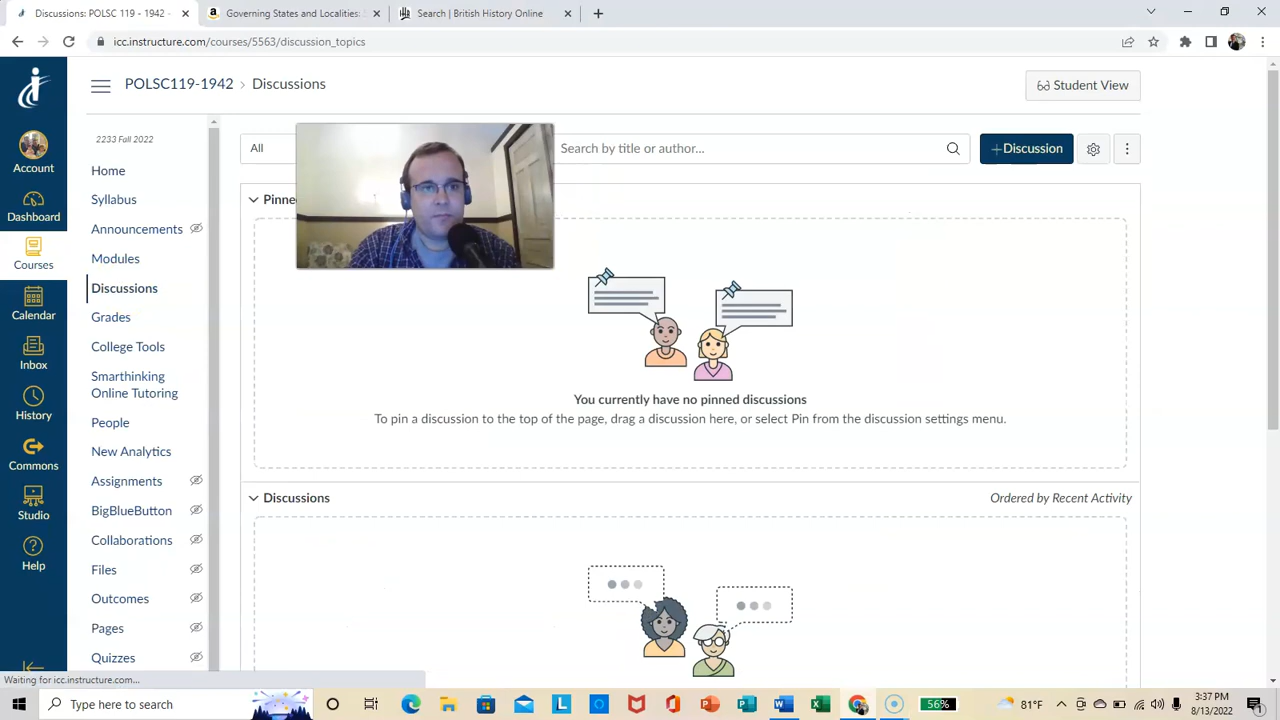 Discussions: POLSC 119 - 1942 -
Governing States and Localities:
Search | British History Online
icc.instructure.com/courses/5563/discussion_topics
POLSC119-1942 › Discussions
Student View
Account
Dashboard
Courses
Calendar
Inbox
History
Commons
Studio
Help
2233 Fall 2022
Home
Syllabus
Announcements
Modules
Discussions
Grades
College Tools
Smarthinking
Online Tutoring
People
New Analytics
Assignments
BigBlueButton
Collaborations
Files
Outcomes
Pages
Quizzes
All
Search by title or author...
+Discussion
Pinne
You currently have no pinned discussions
To pin a discussion to the top of the page, drag a discussion here, or select Pin from the discussion settings menu.
Discussions
Ordered by Recent Activity
Waiting for icc.instructure.com...
Type here to search
56%
81°F
3:37 PM
8/13/2022